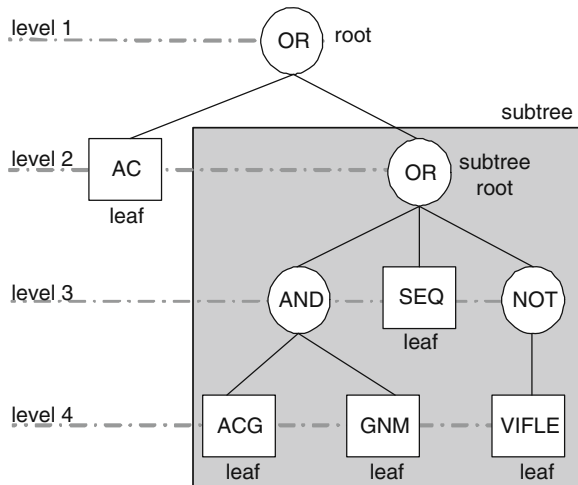 level 1
OR
root
subtree
level 2
AC
OR
subtree
root
leaf
level 3
AND
SEQ
NOT
leaf
level 4
ACG
GNM
VIFLE
leaf
leaf
leaf